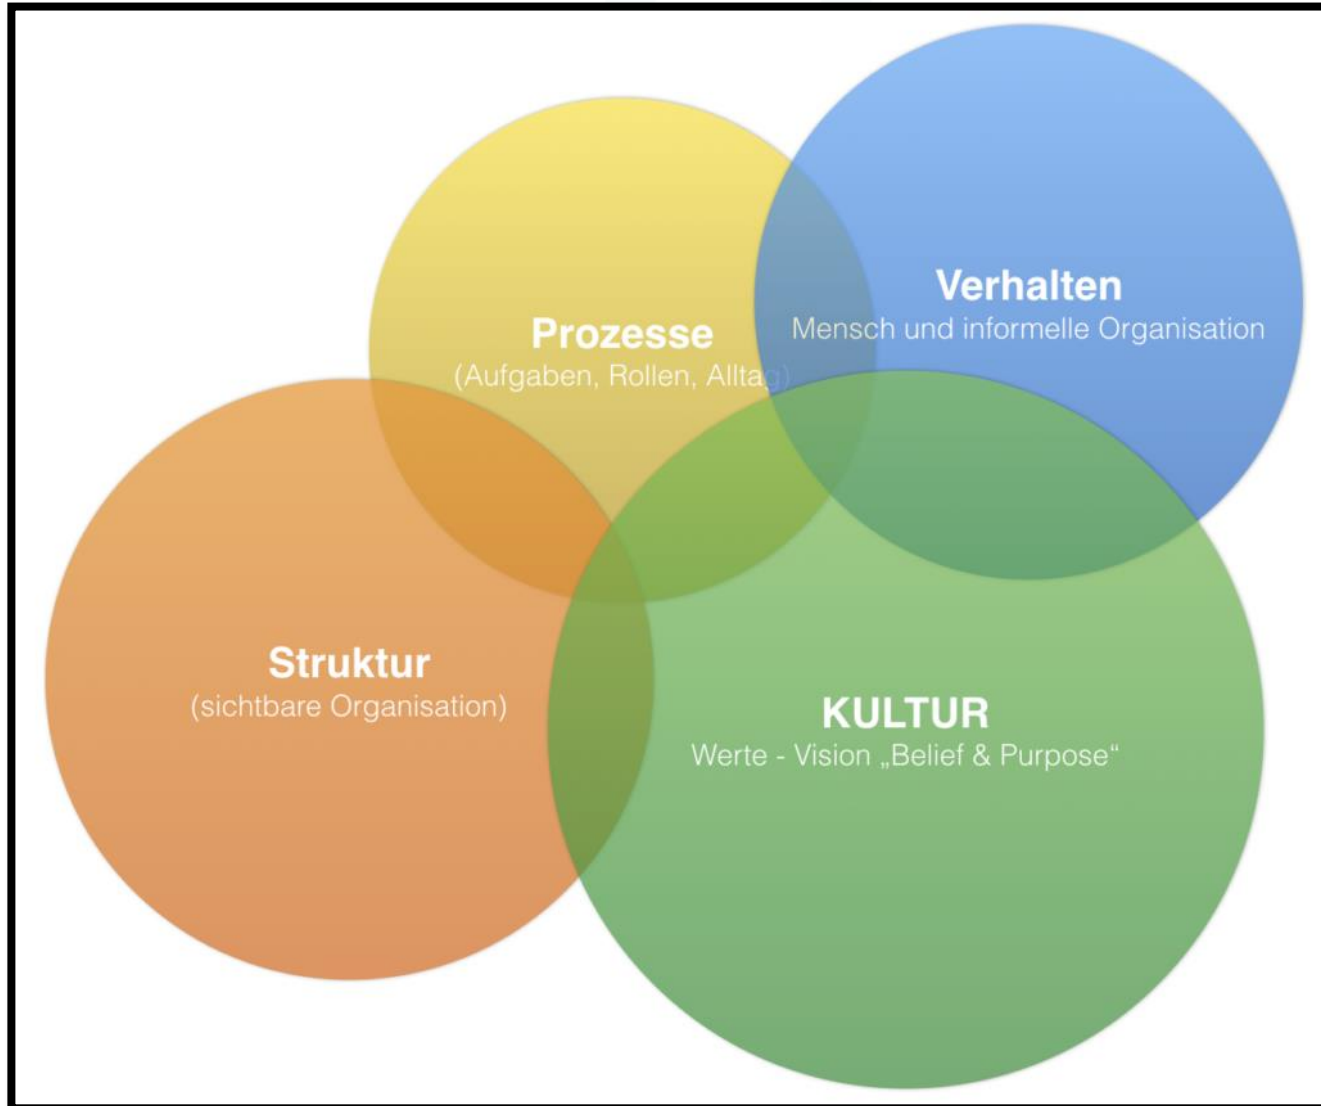 Verhalten
Mensch und informelle Organisation
Prozesse
(Aufgaben, Rollen, Alltag)
Struktur
(sichtbare Organisation)
KULTUR
Werte - Vision „Belief & Purpose“